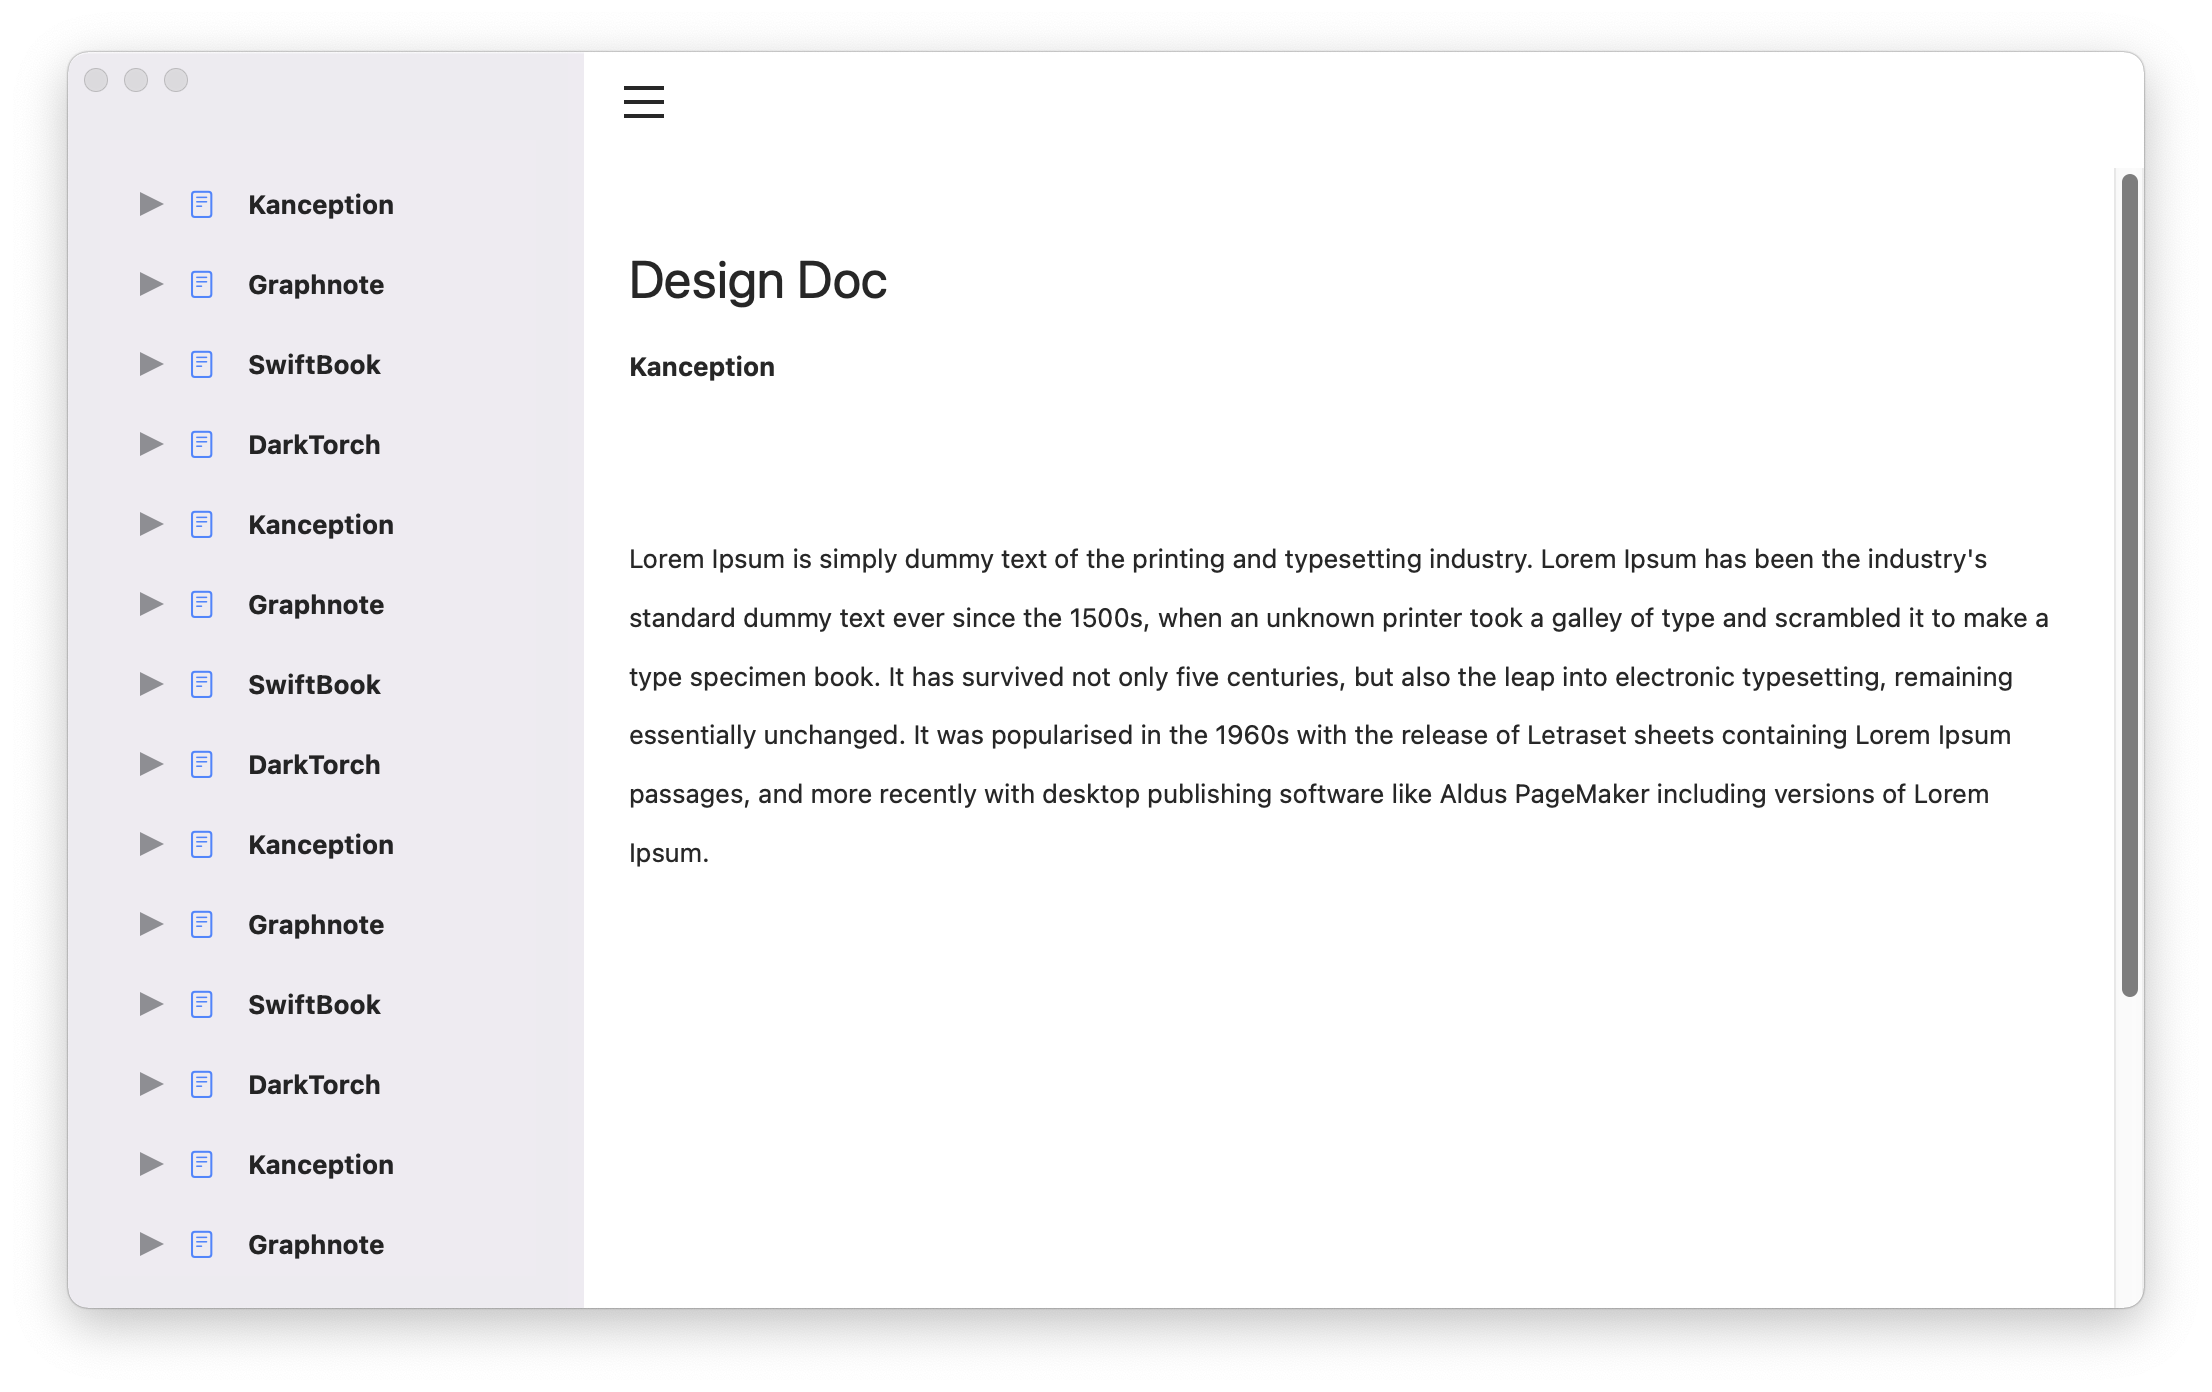 Kanception
Graphnote
SwiftBook
DarkTorch
Kanception
Graphnote
SwiftBook
DarkTorch
Kanception
Graphnote
SwiftBook
DarkTorch
Kanception
Graphnote
Design Doc
Kanception
Lorem Ipsum is simply dummy text of the printing and typesetting industry. Lorem Ipsum has been the industry's
standard dummy text ever since the 1500s, when an unknown printer took a galley of type and scrambled it to make a
type specimen book. It has survived not only five centuries, but also the leap into electronic typesetting, remaining
essentially unchanged. It was popularised in the 1960s with the release of Letraset sheets containing Lorem Ipsum
passages, and more recently with desktop publishing software like Aldus PageMaker including versions of Lorem
Ipsum.